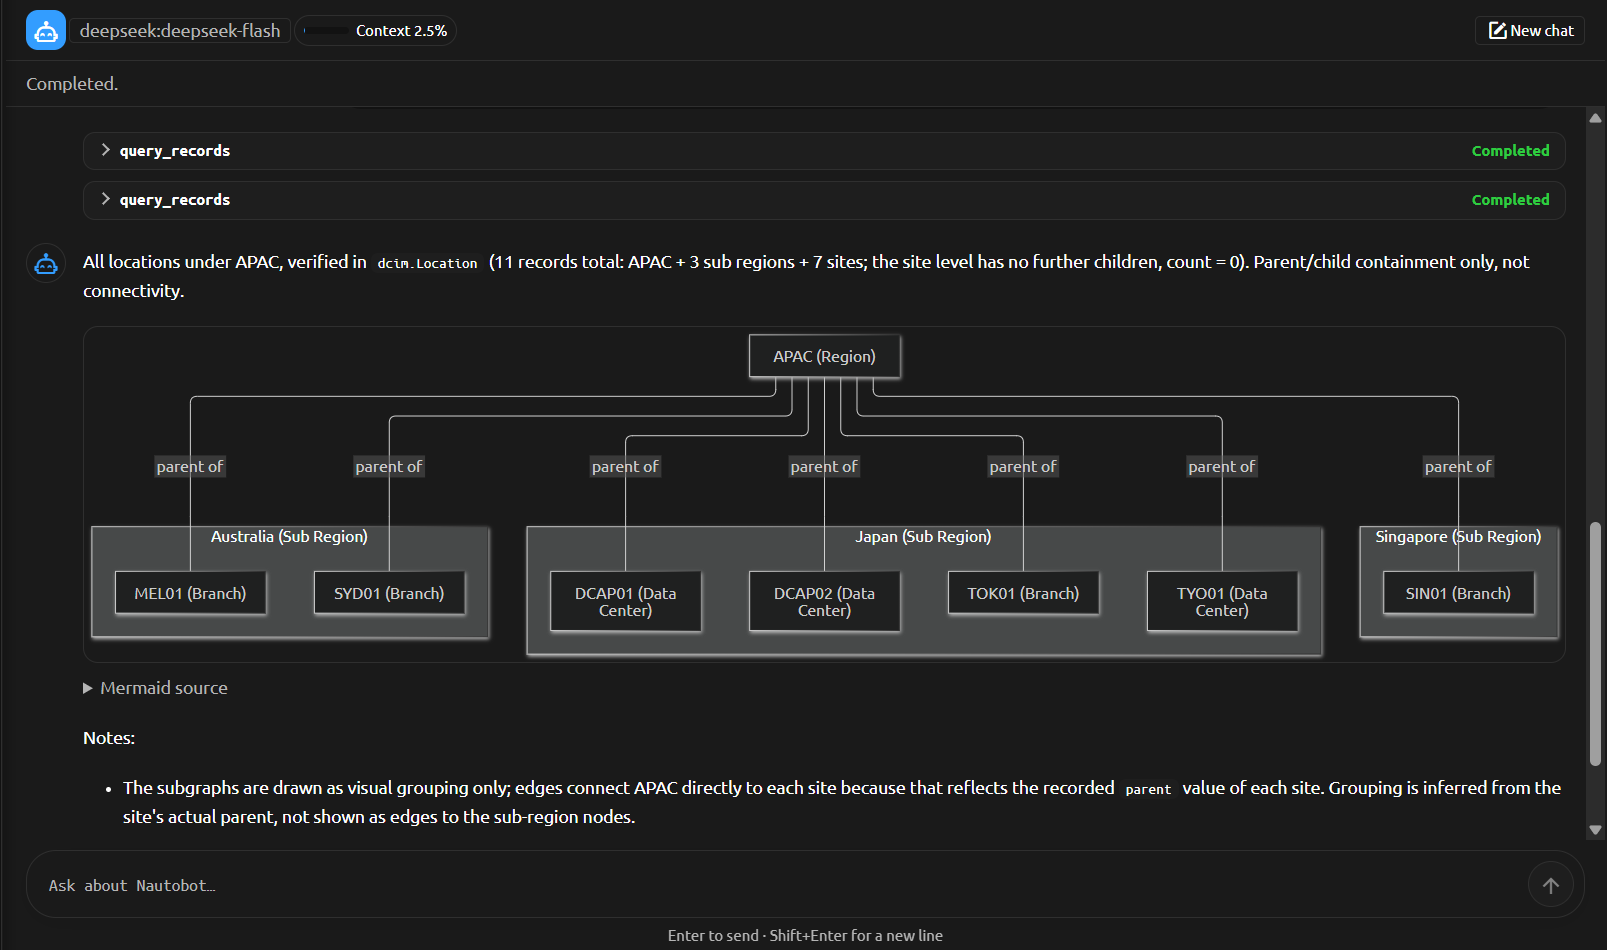 deepseek:deepseek-flash
Context 2.5%
New chat
Completed.
query_records
Completed
query_records
Completed
All locations under APAC, verified in dcim.Location (11 records total: APAC + 3 sub regions + 7 sites; the site level has no further children, count = 0). Parent/child containment only, not
connectivity.
APAC (Region)
parent of
parent of
parent of
parent of
parent of
parent of
parent of
Australia (Sub Region)
Japan (Sub Region)
Singapore (Sub Region)
MEL01 (Branch)
SYD01 (Branch)
DCAP01 (Data
Center)
DCAP02 (Data
Center)
TOK01 (Branch)
TYO01 (Data
Center)
SIN01 (Branch)
Mermaid source
Notes:
• The subgraphs are drawn as visual grouping only; edges connect APAC directly to each site because that reflects the recorded parent value of each site. Grouping is inferred from the
site's actual parent, not shown as edges to the sub-region nodes.
Ask about Nautobot…
Enter to send · Shift+Enter for a new line